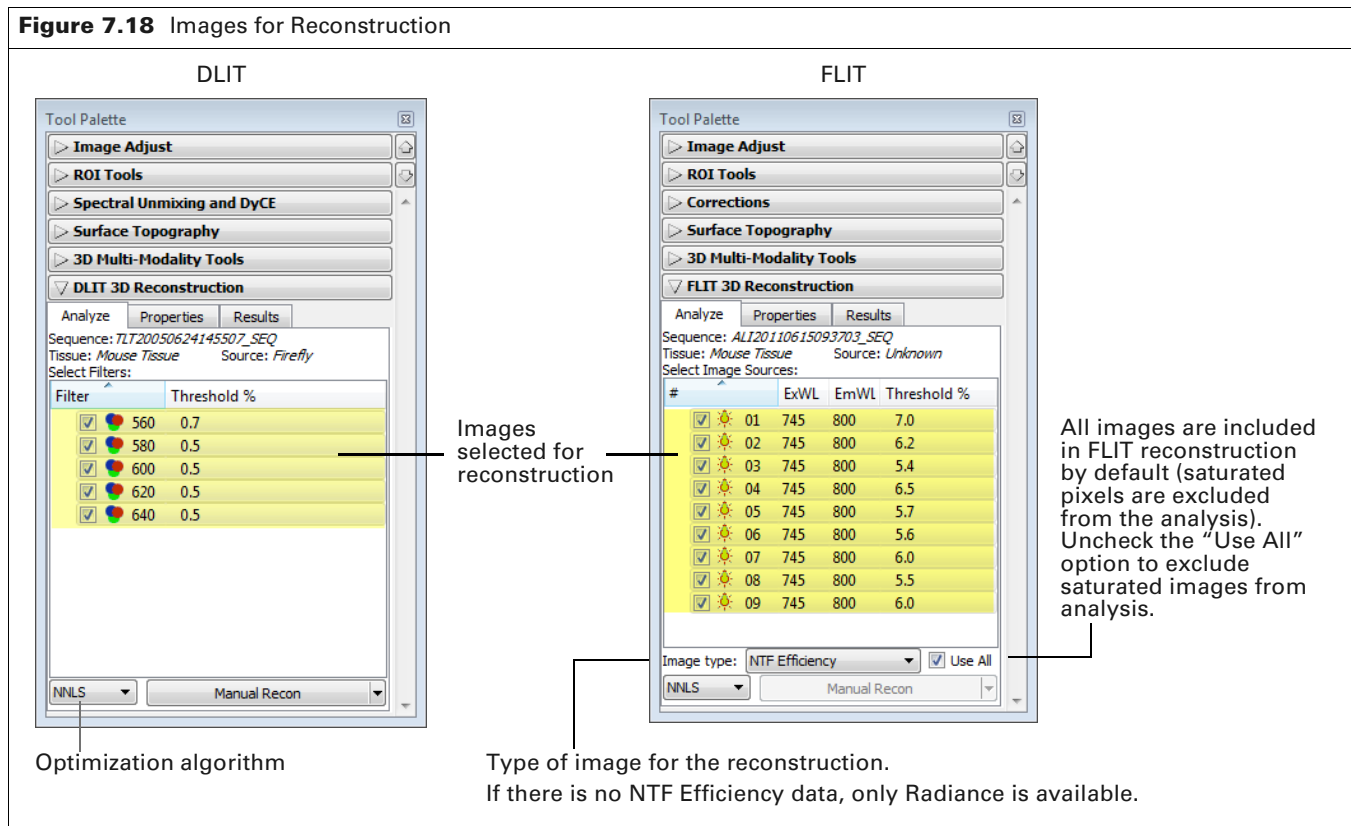 Figure 7.18 Images for Reconstruction
DLIT
Tool Palette
Image Adjust
ROI Tools
Spectral Unmixing and DyCE
Surface Topography
3D Multi-Modality Tools
DLIT 3D Reconstruction
Analyze Properties Results
Sequence: TLT20050624145507_SEQ
Tissue: Mouse Tissue Source: Firefly
Select Filters:
Filter Threshold %
560 0.7
580 0.5
600 0.5
620 0.5
640 0.5
NNLS Manual Recon
Optimization algorithm
Images
selected for
reconstruction
FLIT
Tool Palette
Image Adjust
ROI Tools
Corrections
Surface Topography
3D Multi-Modality Tools
FLIT 3D Reconstruction
Analyze Properties Results
Sequence: ALI20110615093703_SEQ
Tissue: Mouse Tissue Source: Unknown
Select Image Sources:
# ExWL EmWL Threshold %
01 745 800 7.0
02 745 800 6.2
03 745 800 5.4
04 745 800 6.5
05 745 800 5.7
06 745 800 5.6
07 745 800 6.0
08 745 800 5.5
09 745 800 6.0
Image type: NTF Efficiency Use All
NNLS Manual Recon
All images are included
in FLIT reconstruction
by default (saturated
pixels are excluded
from the analysis).
Uncheck the “Use All”
option to exclude
saturated images from
analysis.
Type of image for the reconstruction.
If there is no NTF Efficiency data, only Radiance is available.